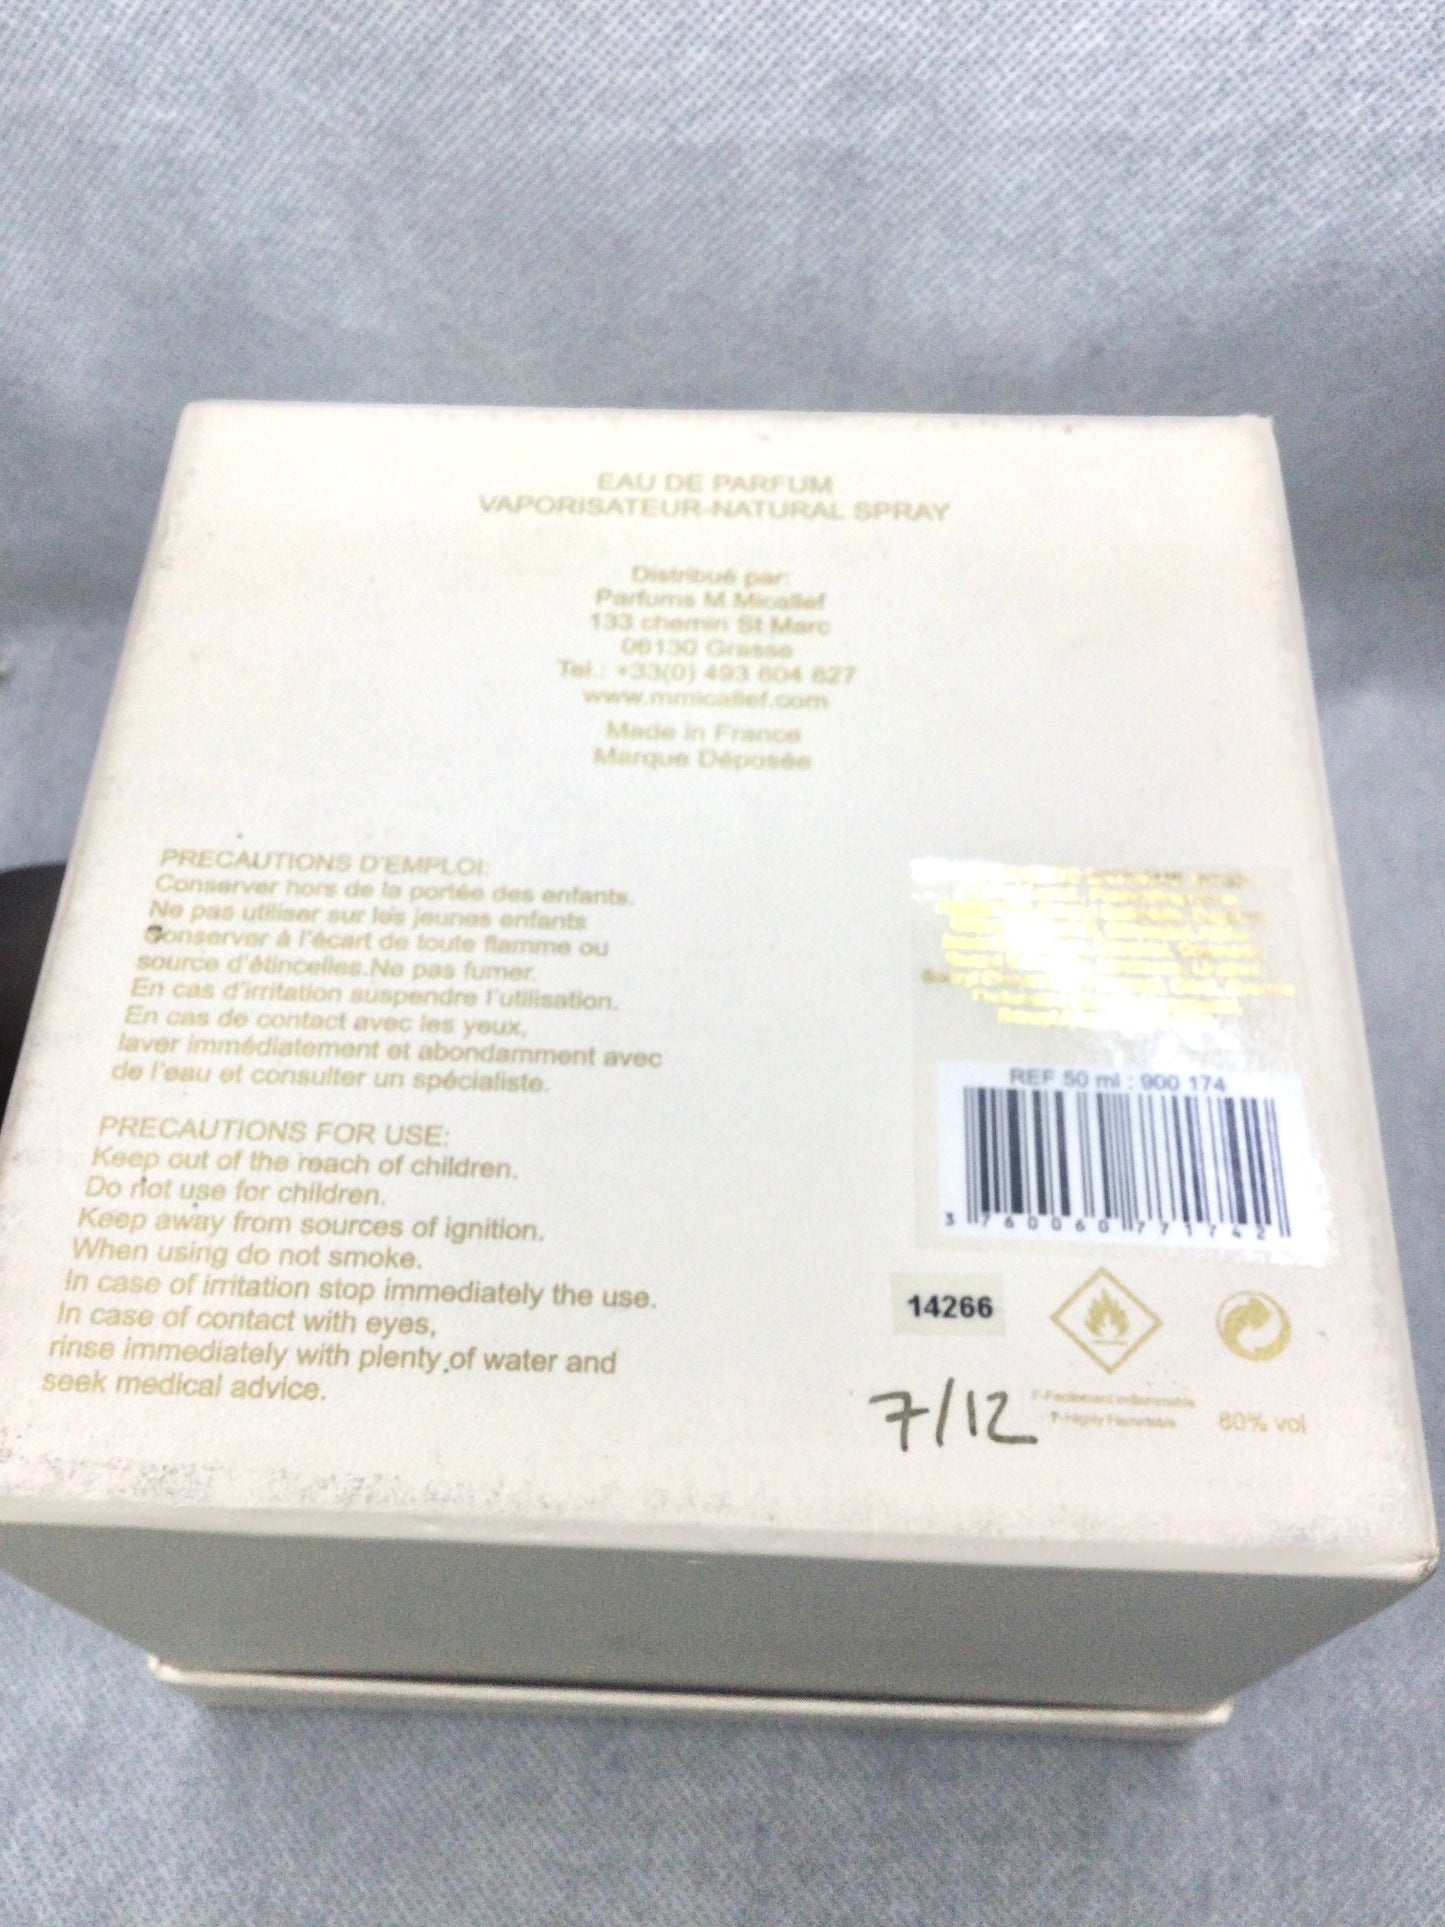 EAU DE PARFUM
VAPORISATEUR-NATURAL SPRAY
Distribué par:
Parfums M.Micallef
133 chemin St Marc
06130 Grasse
Tel.: +33(0) 493 604 827
www.mmicallef.com
Made in France
Marque Déposée
PRECAUTIONS D'EMPLOI:
Conserver hors de la portée des enfants.
Ne pas utiliser sur les jeunes enfants
Conserver à l'écart de toute flamme ou
source d'étincelles.Ne pas fumer.
En cas d'irritation suspendre l'utilisation.
En cas de contact avec les yeux,
laver immédiatement et abondamment avec
de l'eau et consulter un spécialiste.
PRECAUTIONS FOR USE:
Keep out of the reach of children.
Do not use for children.
Keep away from sources of ignition.
When using do not smoke.
In case of irritation stop immediately the use.
In case of contact with eyes,
rinse immediately with plenty of water and
seek medical advice.
REF 50 ml : 900 174
3 760060 771742
14266
7/12
F-Facilement inflammable
F-Highly Flammable
80% vol